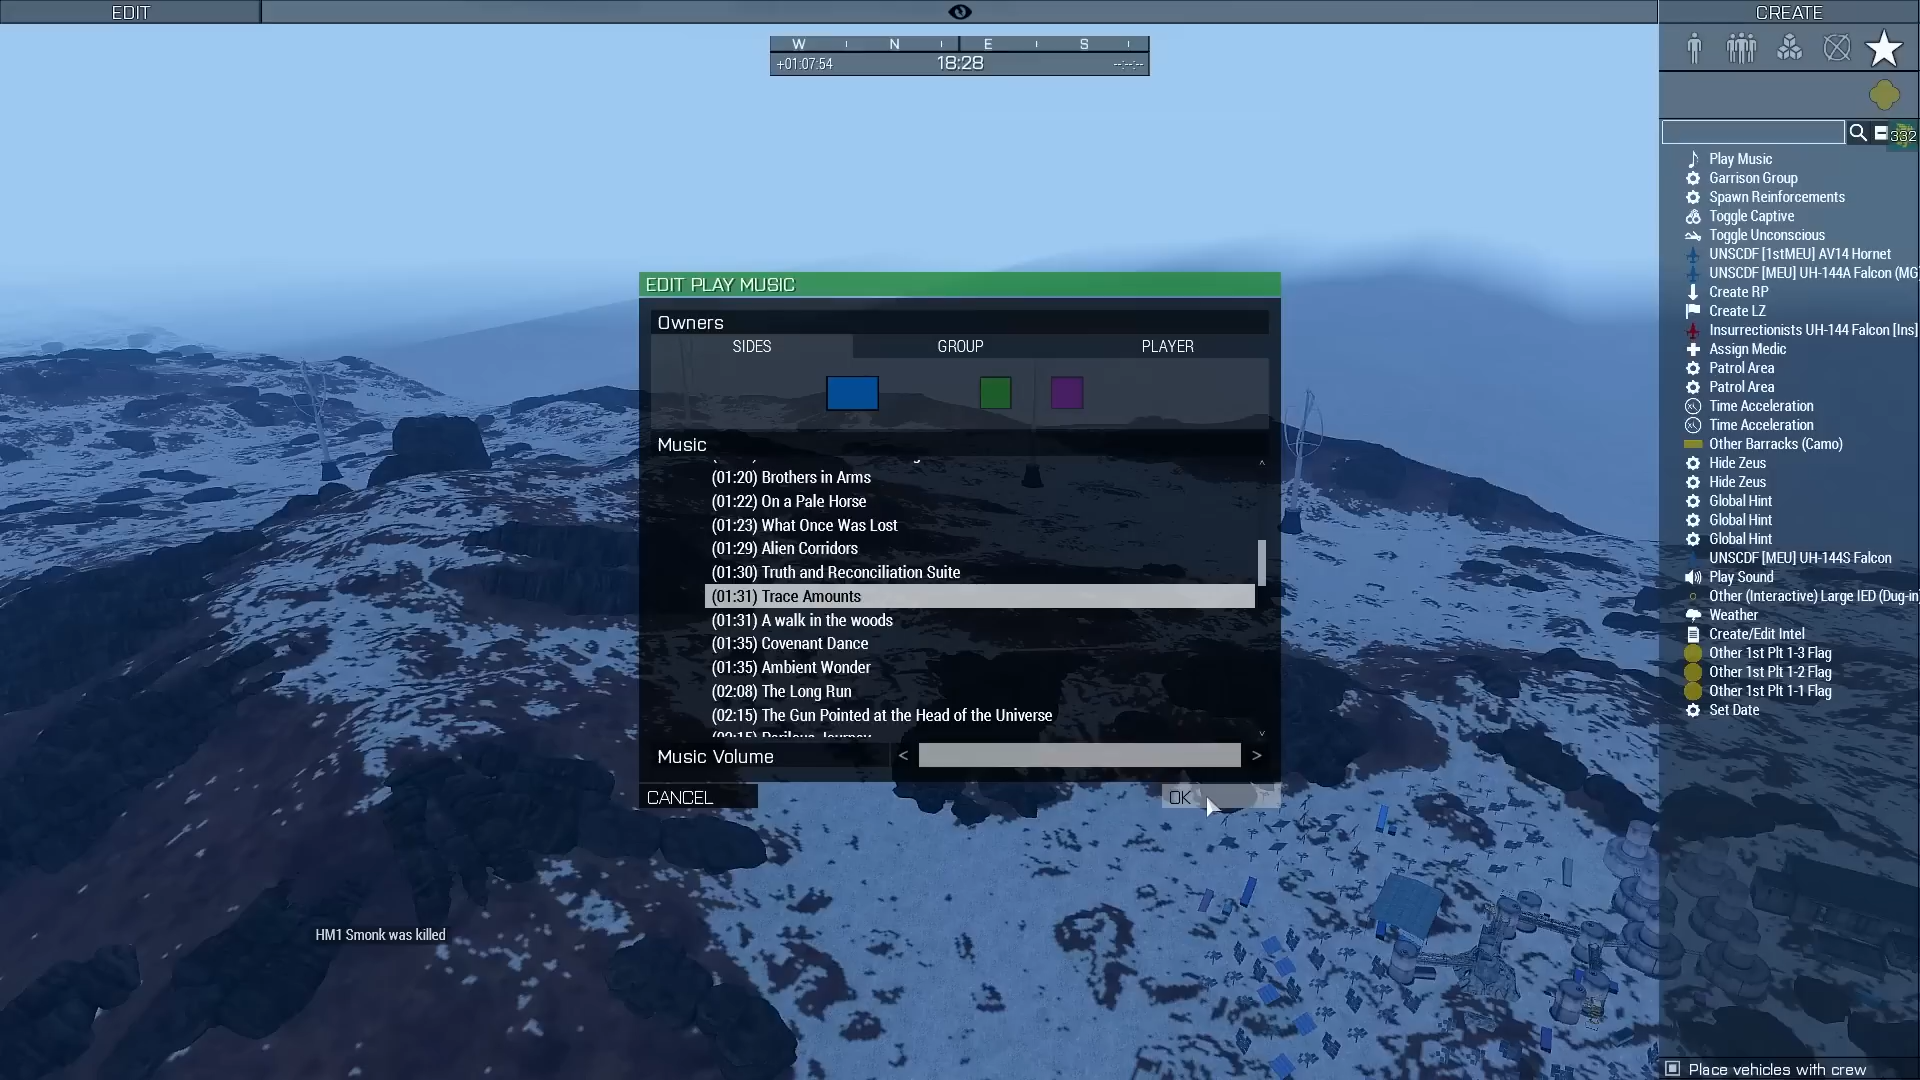 EDIT
CREATE
W N E S
+01:07:54 18:28 --:--:--
332
Play Music
Garrison Group
Spawn Reinforcements
Toggle Captive
Toggle Unconscious
UNSCDF [1stMEU] AV14 Hornet
UNSCDF [MEU] UH-144A Falcon (MG
Create RP
Create LZ
Insurrectionists UH-144 Falcon [Ins]
Assign Medic
Patrol Area
Patrol Area
Time Acceleration
Time Acceleration
Other Barracks (Camo)
Hide Zeus
Hide Zeus
Global Hint
Global Hint
Global Hint
UNSCDF [MEU] UH-144S Falcon
Play Sound
Other (Interactive) Large IED (Dug-in
Weather
Create/Edit Intel
Other 1st Plt 1-3 Flag
Other 1st Plt 1-2 Flag
Other 1st Plt 1-1 Flag
Set Date
Place vehicles with crew
EDIT PLAY MUSIC
Owners
SIDES GROUP PLAYER
Music
(01:20) Brothers in Arms
(01:22) On a Pale Horse
(01:23) What Once Was Lost
(01:29) Alien Corridors
(01:30) Truth and Reconciliation Suite
(01:31) Trace Amounts
(01:31) A walk in the woods
(01:35) Covenant Dance
(01:35) Ambient Wonder
(02:08) The Long Run
(02:15) The Gun Pointed at the Head of the Universe
(02:15) Perilous Journey
Music Volume < >
CANCEL OK
HM1 Smonk was killed